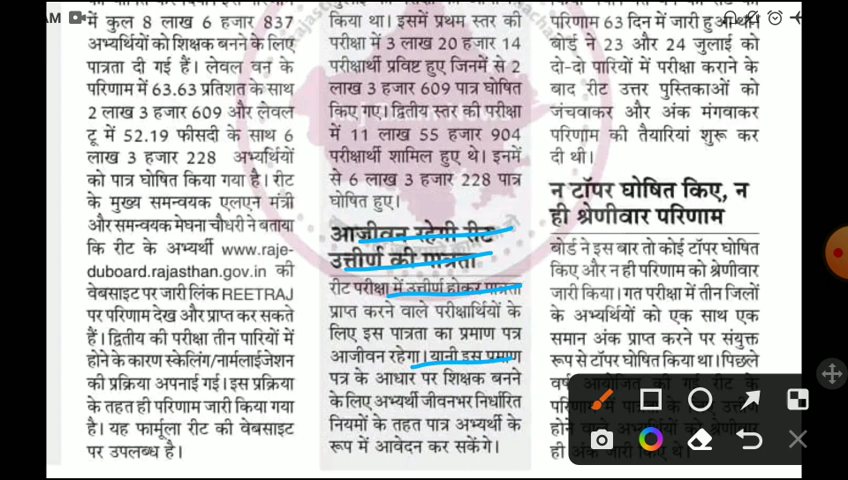 AM
में कुल 8 लाख 6 हजार 837
अभ्यर्थियों को शिक्षक बनने के लिए
पात्रता दी गई हैं। लेवल वन के
परिणाम में 63.63 प्रतिशत के साथ
2 लाख 3 हजार 609 और लेवल
टू में 52.19 फीसदी के साथ 6
लाख 3 हजार 228 अभ्यर्थियों
को पात्र घोषित किया गया है। रीट
के मुख्य समन्वयक एलएन मंत्री
और समन्वयक मेघना चौधरी ने बताया
कि रीट के अभ्यर्थी www.raje-
duboard.rajasthan.gov.in की
वेबसाइट पर जारी लिंक REETRAJ
पर परिणाम देख और प्राप्त कर सकते
हैं। द्वितीय की परीक्षा तीन पारियों में
होने के कारण स्केलिंग/नार्मलाईजेशन
की प्रक्रिया अपनाई गई। इस प्रक्रिया
के तहत ही परिणाम जारी किया गया
है। यह फार्मूला रीट की वेबसाइट
पर उपलब्ध है।
किया था। इसमें प्रथम स्तर की
परीक्षा में 3 लाख 20 हजार 14
परीक्षार्थी प्रविष्ट हुए जिनमें से 2
लाख 3 हजार 609 पात्र घोषित
किए गए। द्वितीय स्तर की परीक्षा
में 11 लाख 55 हजार 904
परीक्षार्थी शामिल हुए थे। इनमें
से 6 लाख 3 हजार 228 पात्र
घोषित हुए।
आजीवन रहेगी रीट
उत्तीर्ण की पात्रता
रीट परीक्षा में उत्तीर्ण होकर पात्रता
प्राप्त करने वाले परीक्षार्थियों के
लिए इस पात्रता का प्रमाण पत्र
आजीवन रहेगा। यानी इस प्रमाण
पत्र के आधार पर शिक्षक बनने
के लिए अभ्यर्थी जीवनभर निर्धारित
नियमों के तहत पात्र अभ्यर्थी के
रूप में आवेदन कर सकेंगे।
परिणाम 63 दिन में जारी हुआ था।
बोर्ड ने 23 और 24 जुलाई को
दो-दो पारियों में परीक्षा कराने के
बाद रीट उत्तर पुस्तिकाओं को
जंचवाकर और अंक मंगवाकर
परिणाम की तैयारियां शुरू कर
दी थी।
न टॉपर घोषित किए, न
ही श्रेणीवार परिणाम
बोर्ड ने इस बार तो कोई टॉपर घोषित
किए और न ही परिणाम को श्रेणीवार
जारी किया। गत परीक्षा में तीन जिलों
के अभ्यर्थियों को एक साथ एक
समान अंक प्राप्त करने पर संयुक्त
रूप से टॉपर घोषित किया था। पिछले
वर्ष आयोजित की गई रीट के
परिणाम में
होने वाले
ही अंक जारी किए थे।